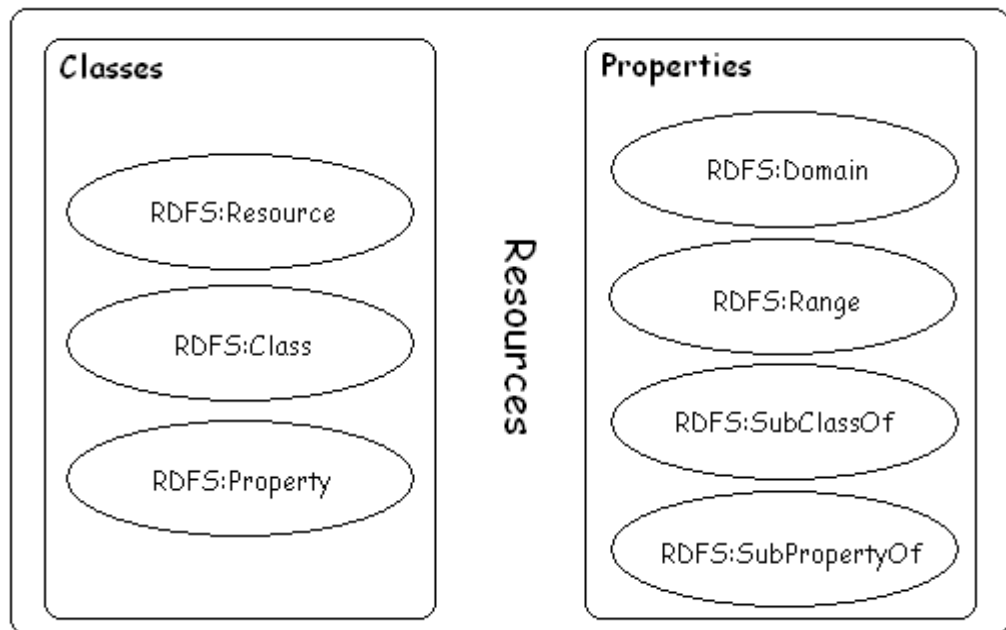 Classes
RDFS:Resource
RDFS:Class
RDFS:Property
Resources
Properties
RDFS:Domain
RDFS:Range
RDFS:SubClassOf
RDFS:SubPropertyOf